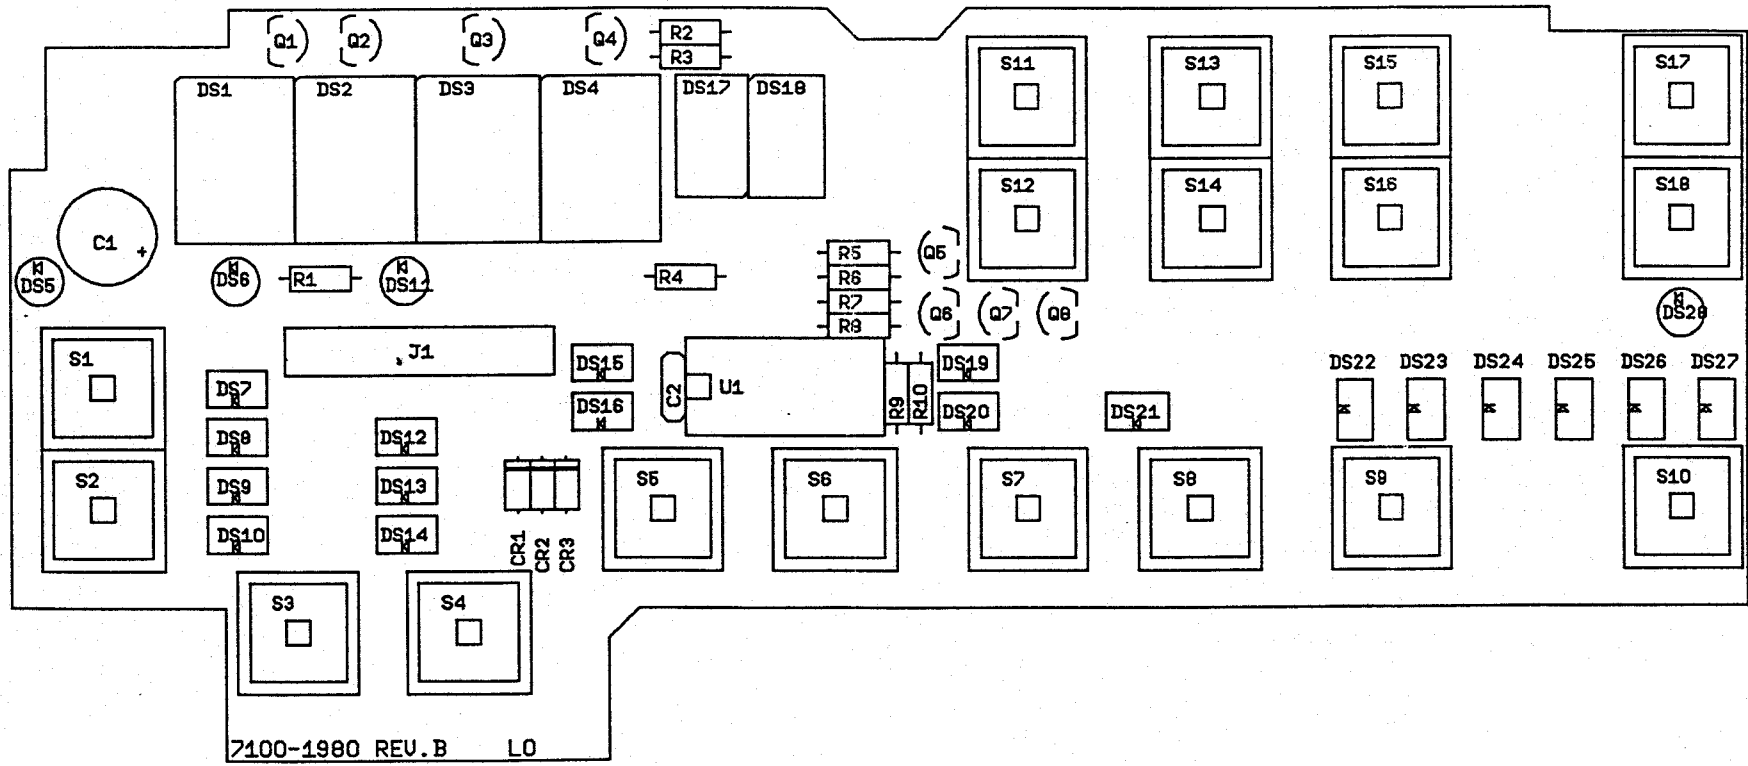 Q1 Q2 Q3 Q4 R2
R3
S11 S13 S15 S17
DS1 DS2 DS3 DS4 DS17 DS18
S12 S14 S16 S18
C1 +
R5 Q5
DS5 DS6 R1 DS11 R4 R6
R7 Q6 Q7 Q8 DS28
R8
S1 J1 DS15 C2 U1 DS19 DS22 DS23 DS24 DS25 DS26 DS27
DS7 DS16 R9 R10 DS20 DS21
DS8 DS12
S2 DS9 DS13 S5 S6 S7 S8 S9 S10
DS10 DS14 CR1 CR2 CR3
S3 S4
7100-1980 REV.B LO